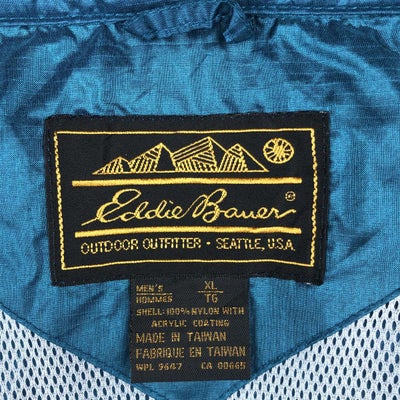 Eddie Bauer ®
OUTDOOR OUTFITTER • SEATTLE, U.S.A.
MEN'S XL
HOMMES TG
SHELL: 100% NYLON WITH
ACRYLIC COATING
MADE IN TAIWAN
FABRIQUE EN TAIWAN
WPL 9647 CA 00665